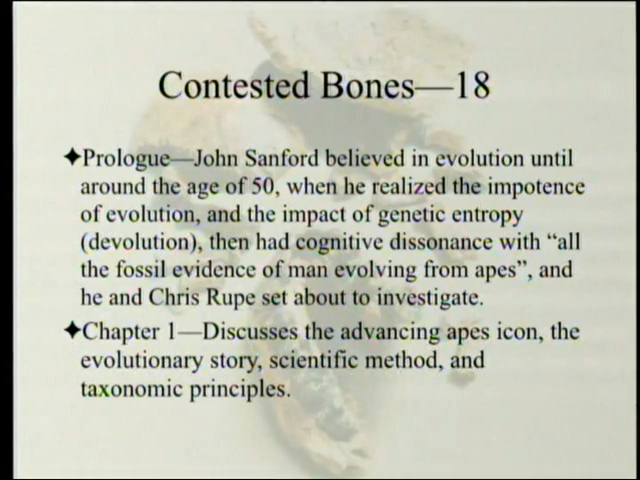 Contested Bones—18
✦Prologue—John Sanford believed in evolution until
around the age of 50, when he realized the impotence
of evolution, and the impact of genetic entropy
(devolution), then had cognitive dissonance with “all
the fossil evidence of man evolving from apes”, and
he and Chris Rupe set about to investigate.
✦Chapter 1—Discusses the advancing apes icon, the
evolutionary story, scientific method, and
taxonomic principles.